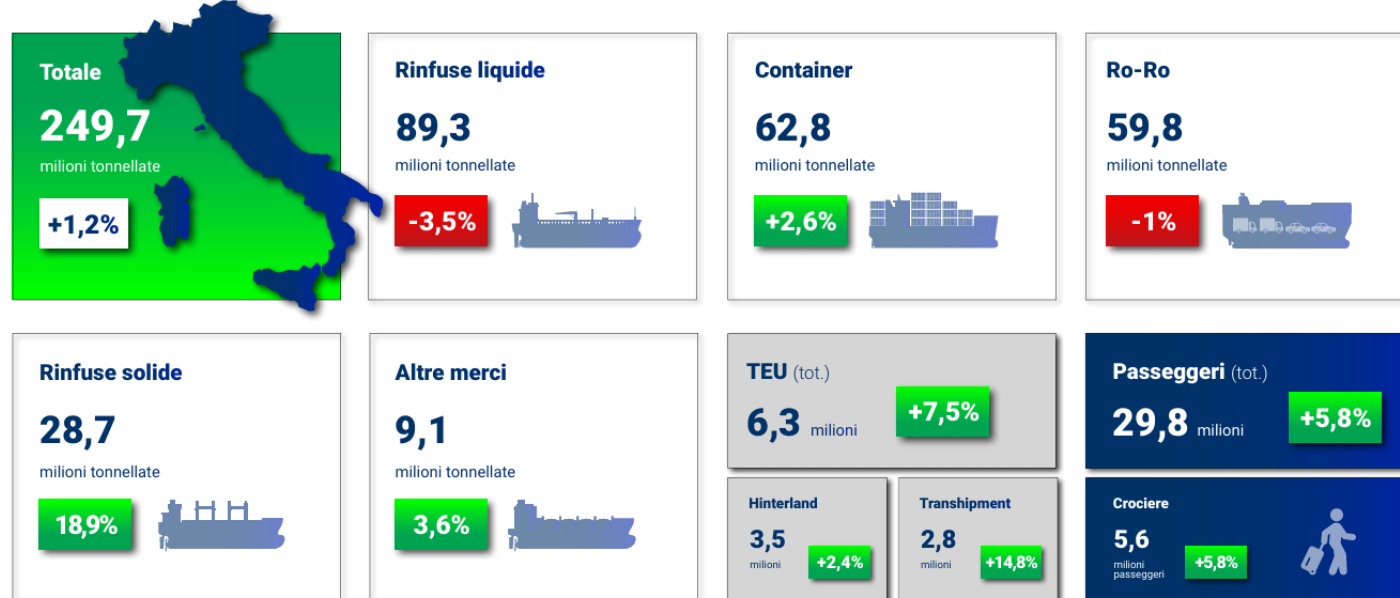 Totale
249,7
milioni tonnellate
+1,2%
Rinfuse liquide
89,3
milioni tonnellate
-3,5%
Container
62,8
milioni tonnellate
+2,6%
Ro-Ro
59,8
milioni tonnellate
-1%
Rinfuse solide
28,7
milioni tonnellate
18,9%
Altre merci
9,1
milioni tonnellate
3,6%
TEU (tot.)
6,3 milioni
+7,5%
Hinterland
3,5
milioni
+2,4%
Transhipment
2,8
milioni
+14,8%
Passeggeri (tot.)
29,8 milioni
+5,8%
Crociere
5,6
milioni
passeggeri
+5,8%